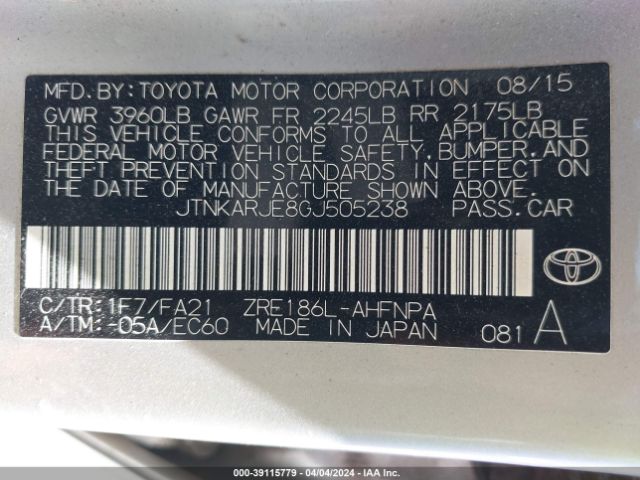 MFD.BY:TOYOTA MOTOR CORPORATION 08/15
GVWR 3960LB GAWR FR 2245LB RR 2175LB
THIS VEHICLE CONFORMS TO ALL APPLICABLE
FEDERAL MOTOR VEHICLE SAFETY,BUMPER,AND
THEFT PREVENTION STANDARDS IN EFFECT ON
THE DATE OF MANUFACTURE SHOWN ABOVE.
JTNKARJE8GJ505238 PASS.CAR
C/TR:1F7/FA21 ZRE186L-AHFNPA
A/TM:-05A/EC60 MADE IN JAPAN 081 A
000-39115779 - 04/04/2024 - IAA Inc.